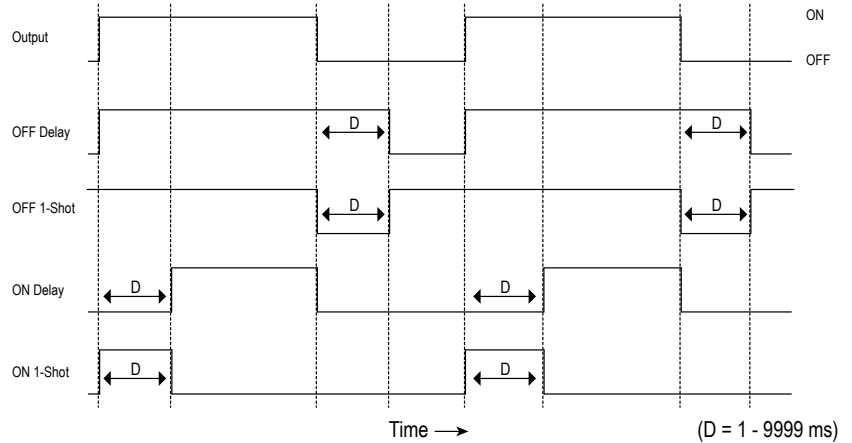 Output
ON
OFF
OFF Delay
D
D
OFF 1-Shot
D
D
ON Delay
D
D
ON 1-Shot
D
D
Time
(D = 1 - 9999 ms)